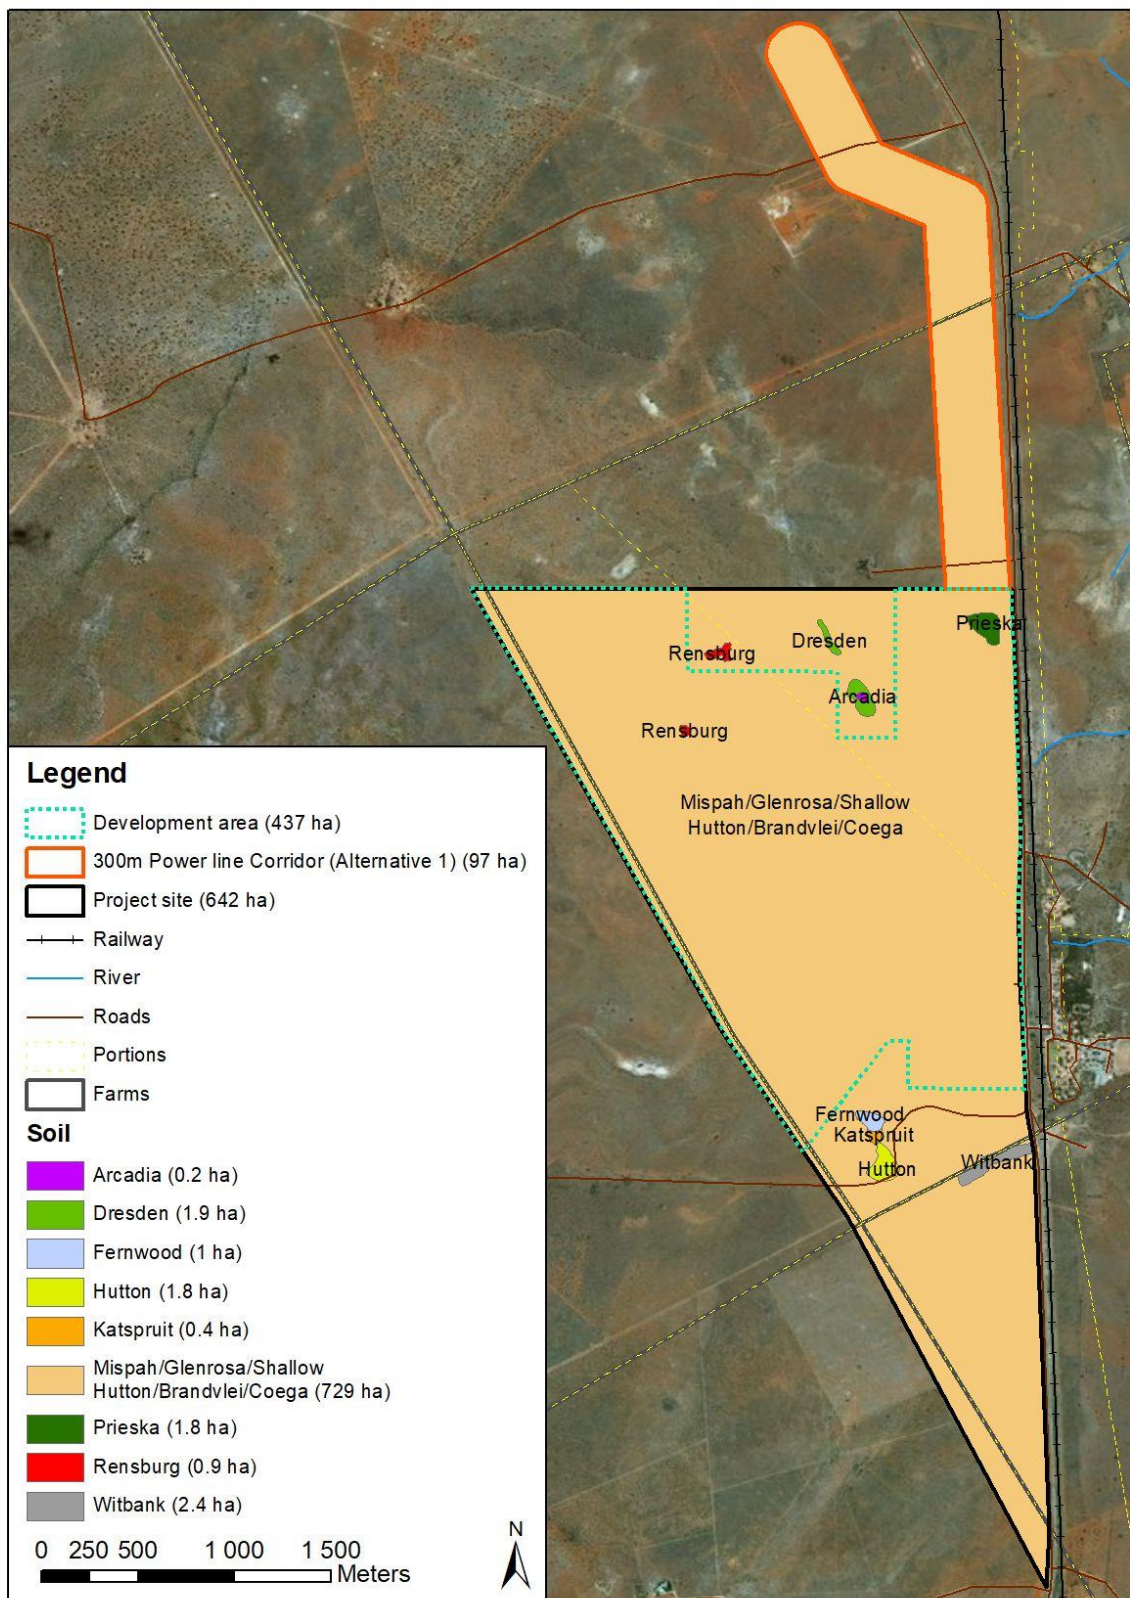 Prieska
Dresden
Rensburg
Arcadia
Rensburg
Mispah/Glenrosa/Shallow
Hutton/Brandvlei/Coega
Fernwood
Katspruit
Hutton
Witbank
Legend
Development area (437 ha)
300m Power line Corridor (Alternative 1) (97 ha)
Project site (642 ha)
Railway
River
Roads
Portions
Farms
Soil
Arcadia (0.2 ha)
Dresden (1.9 ha)
Fernwood (1 ha)
Hutton (1.8 ha)
Katspruit (0.4 ha)
Mispah/Glenrosa/Shallow
Hutton/Brandvlei/Coega (729 ha)
Prieska (1.8 ha)
Rensburg (0.9 ha)
Witbank (2.4 ha)
0 250 500 1 000 1 500
Meters
N